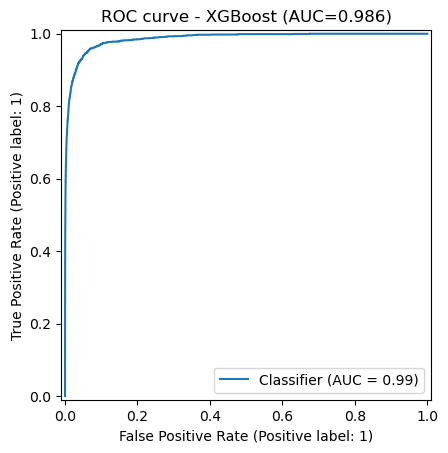 ROC curve - XGBoost (AUC=0.986)
True Positive Rate (Positive label: 1)
1.0
0.8
0.6
0.4
0.2
0.0
Classifier (AUC = 0.99)
0.0 0.2 0.4 0.6 0.8 1.0
False Positive Rate (Positive label: 1)